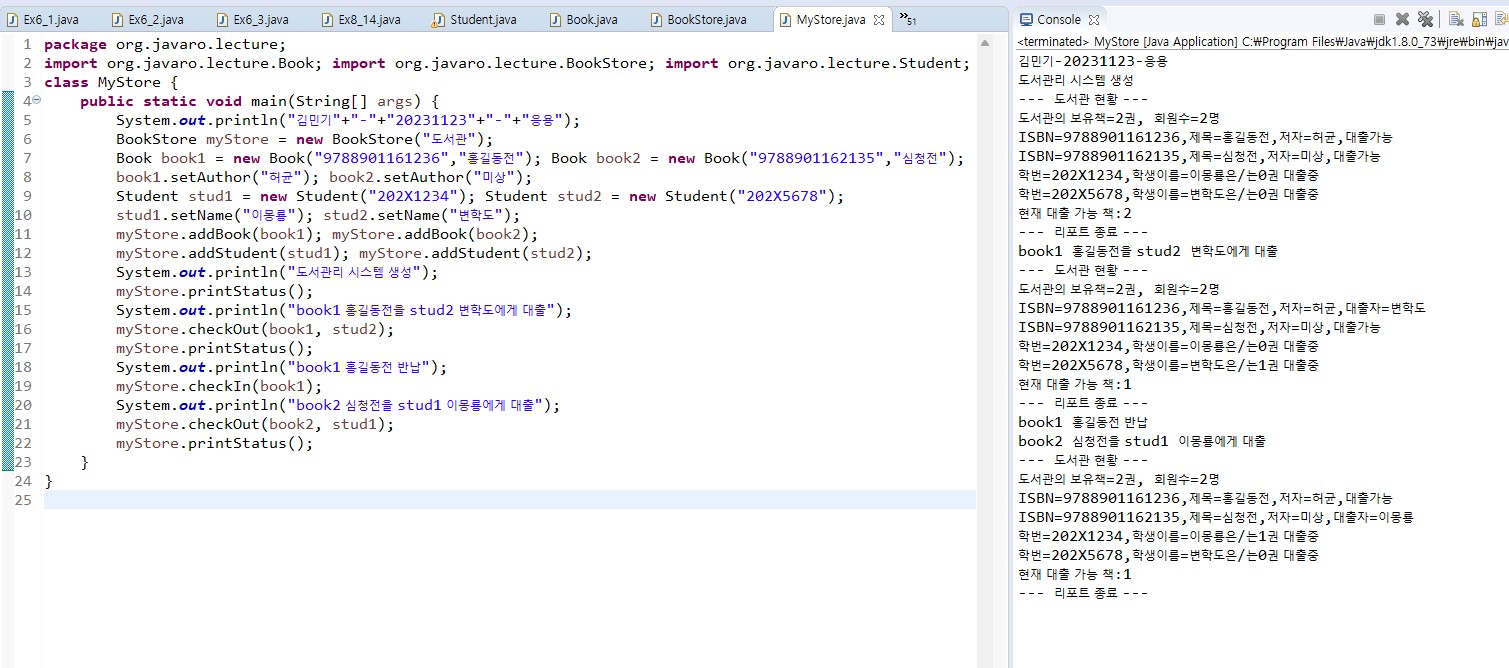 Ex6_1.java Ex6_2.java Ex6_3.java Ex8_14.java Student.java Book.java BookStore.java MyStore.java »51
1 package org.javaro.lecture;
2 import org.javaro.lecture.Book; import org.javaro.lecture.BookStore; import org.javaro.lecture.Student;
3 class MyStore {
4 public static void main(String[] args) {
5 System.out.println("김민기"+"-"+"20231123"+"-"+"응용");
6 BookStore myStore = new BookStore("도서관");
7 Book book1 = new Book("9788901161236","홍길동전"); Book book2 = new Book("9788901162135","심청전");
8 book1.setAuthor("허균"); book2.setAuthor("미상");
9 Student stud1 = new Student("202X1234"); Student stud2 = new Student("202X5678");
10 stud1.setName("이몽룡"); stud2.setName("변학도");
11 myStore.addBook(book1); myStore.addBook(book2);
12 myStore.addStudent(stud1); myStore.addStudent(stud2);
13 System.out.println("도서관리 시스템 생성");
14 myStore.printStatus();
15 System.out.println("book1 홍길동전을 stud2 변학도에게 대출");
16 myStore.checkOut(book1, stud2);
17 myStore.printStatus();
18 System.out.println("book1 홍길동전 반납");
19 myStore.checkIn(book1);
20 System.out.println("book2 심청전을 stud1 이몽룡에게 대출");
21 myStore.checkOut(book2, stud1);
22 myStore.printStatus();
23 }
24 }
25
Console
<terminated> MyStore [Java Application] C:₩Program Files₩Java₩jdk1.8.0_73₩jre₩bin₩jav
김민기-20231123-응용
도서관리 시스템 생성
--- 도서관 현황 ---
도서관의 보유책=2권, 회원수=2명
ISBN=9788901161236,제목=홍길동전,저자=허균,대출가능
ISBN=9788901162135,제목=심청전,저자=미상,대출가능
학번=202X1234,학생이름=이몽룡은/는0권 대출중
학번=202X5678,학생이름=변학도은/는0권 대출중
현재 대출 가능 책:2
--- 리포트 종료 ---
book1 홍길동전을 stud2 변학도에게 대출
--- 도서관 현황 ---
도서관의 보유책=2권, 회원수=2명
ISBN=9788901161236,제목=홍길동전,저자=허균,대출자=변학도
ISBN=9788901162135,제목=심청전,저자=미상,대출가능
학번=202X1234,학생이름=이몽룡은/는0권 대출중
학번=202X5678,학생이름=변학도은/는1권 대출중
현재 대출 가능 책:1
--- 리포트 종료 ---
book1 홍길동전 반납
book2 심청전을 stud1 이몽룡에게 대출
--- 도서관 현황 ---
도서관의 보유책=2권, 회원수=2명
ISBN=9788901161236,제목=홍길동전,저자=허균,대출가능
ISBN=9788901162135,제목=심청전,저자=미상,대출자=이몽룡
학번=202X1234,학생이름=이몽룡은/는1권 대출중
학번=202X5678,학생이름=변학도은/는0권 대출중
현재 대출 가능 책:1
--- 리포트 종료 ---